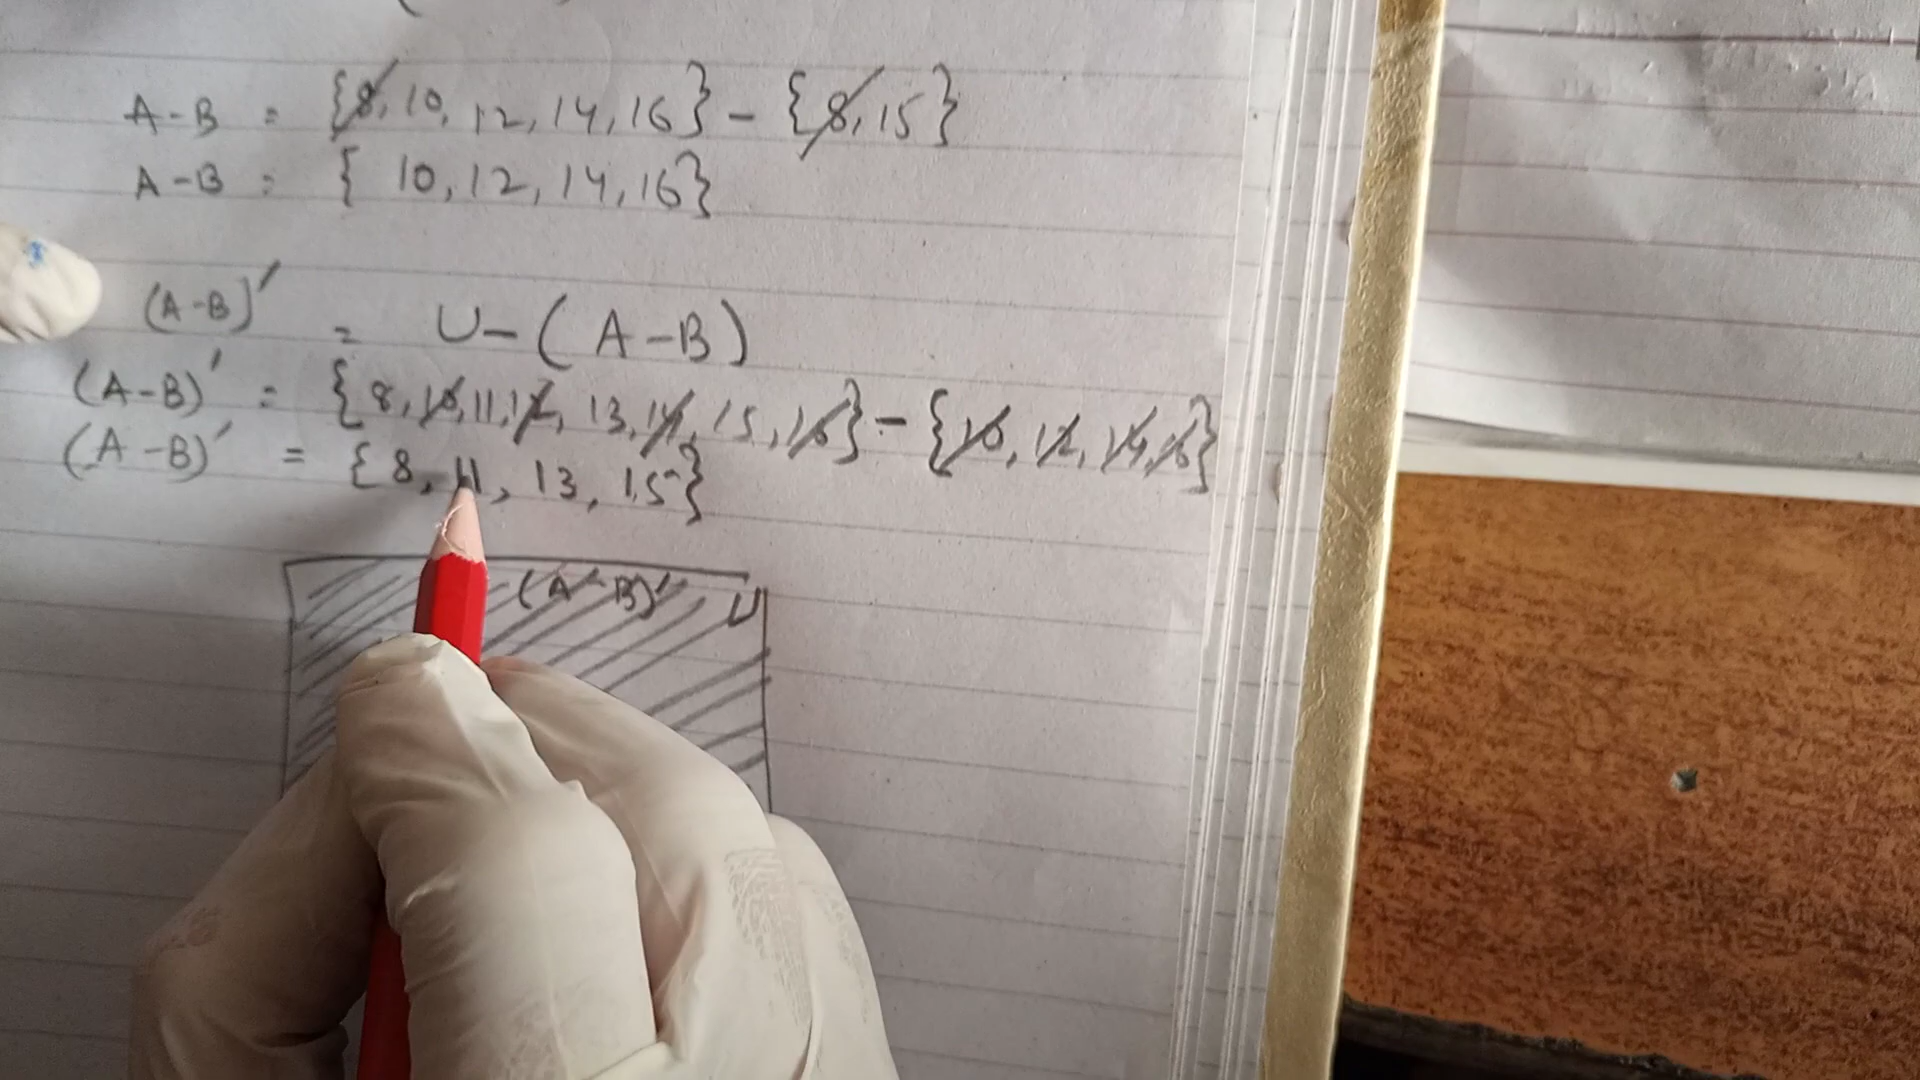 A-B = {8, 10, 12, 14, 16} - {8, 15}
A-B = { 10, 12, 14, 16}
(A-B)' = U-(A-B)
(A-B)' = {8, 10, 11, 12, 13, 14, 15, 16} - {10, 12, 14, 16}
(A-B)' = {8, 11, 13, 15}
(A-B)'
U